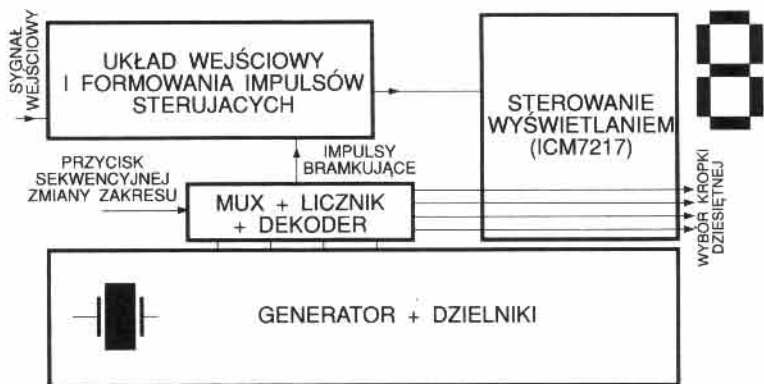 SYGNAŁ
WEJŚCIOWY
UKŁAD WEJŚCIOWY
I FORMOWANIA IMPULSÓW
STERUJACYCH
STEROWANIE
WYŚWIETLANIEM
(ICM7217)
PRZYCISK
SEKWENCYJNEJ
ZMIANY ZAKRESU
IMPULSY
BRAMKUJĄCE
MUX + LICZNIK
+ DEKODER
WYBÓR KROPKI
DZIESIĘTNEJ
GENERATOR + DZIELNIKI